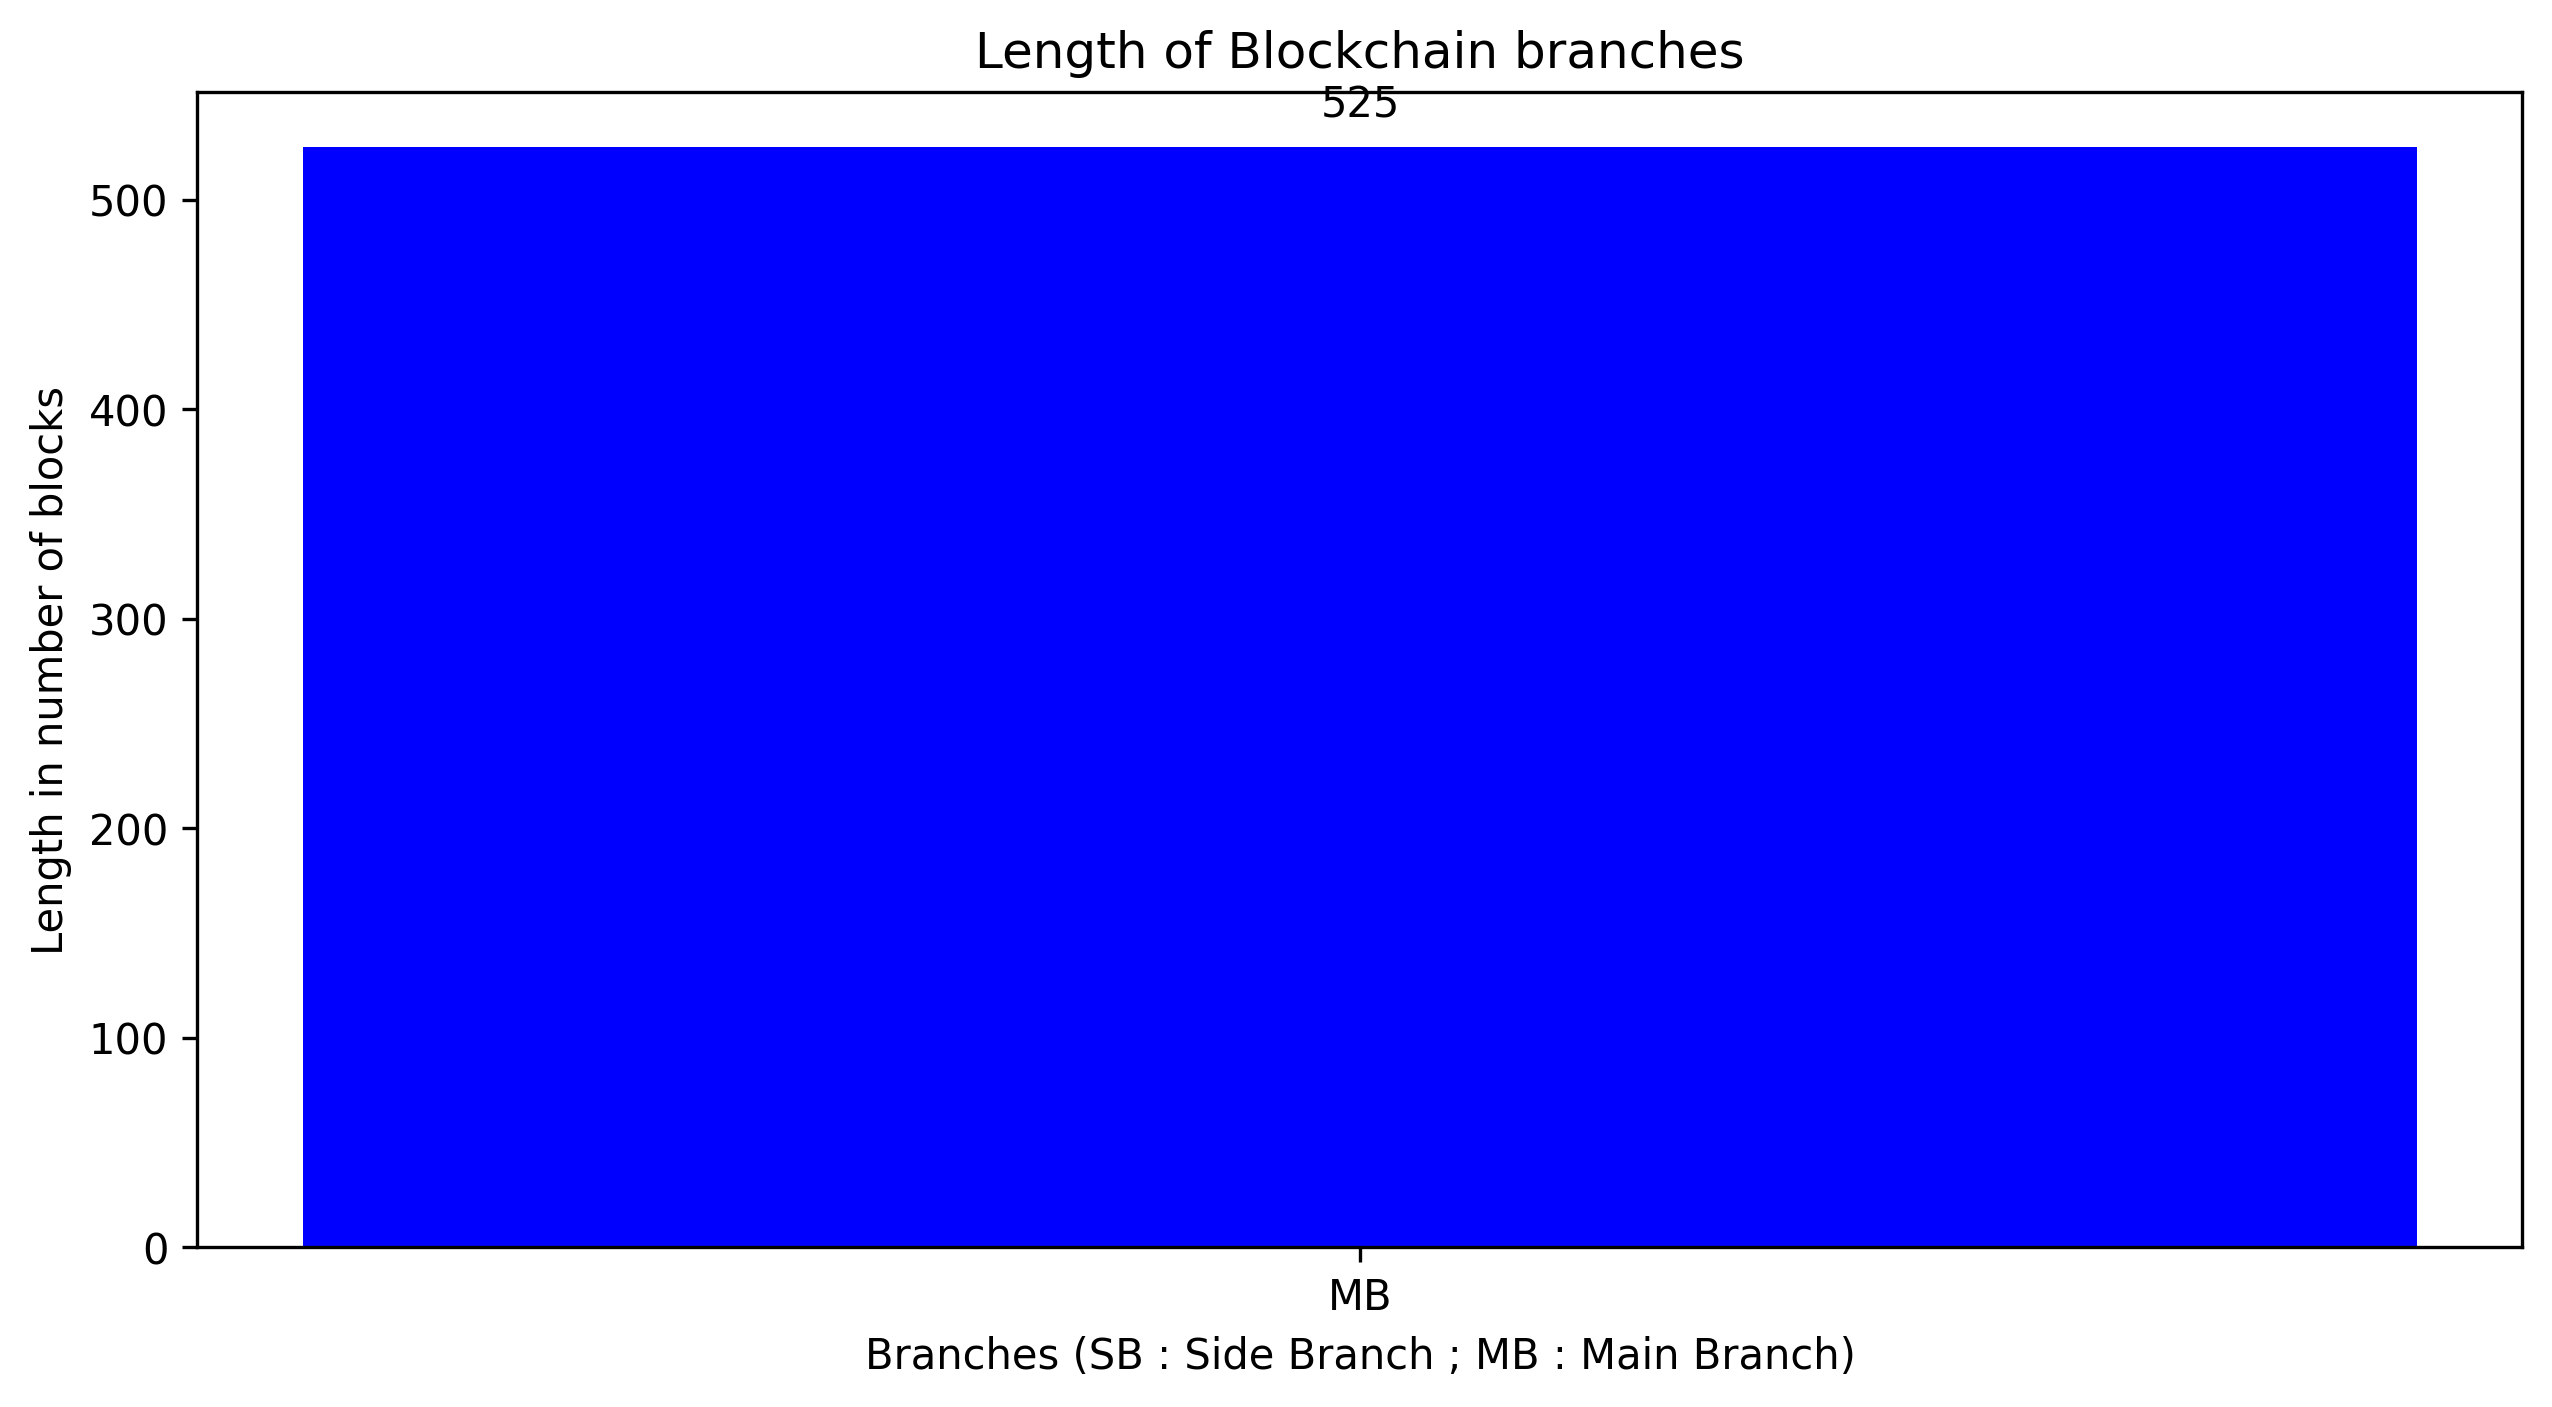 Length of Blockchain branches
525
Length in number of blocks
500
400
300
200
100
0
MB
Branches (SB : Side Branch ; MB : Main Branch)